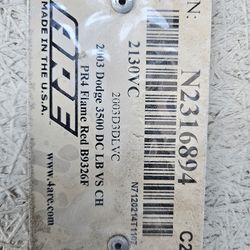 N:
N2316894
2130VC
2003D3DLVC
2003 Dodge 3500 DC LB VS CH
PR4 Flame Red B9326F
ARE
MADE IN THE U.S.A.
www.4are.com
C2